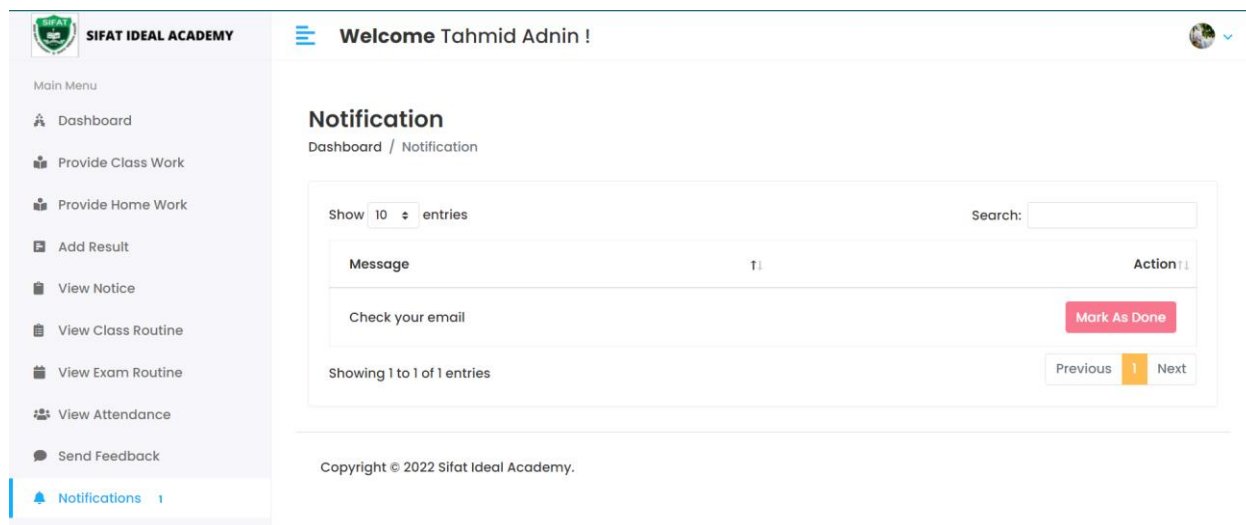 SIFAT
SIFAT IDEAL ACADEMY
Welcome Tahmid Adnin !
Main Menu
Dashboard
Provide Class Work
Provide Home Work
Add Result
View Notice
View Class Routine
View Exam Routine
View Attendance
Send Feedback
Notifications 1
Notification
Dashboard / Notification
Show 10 entries
Search:
Message Action
Check your email Mark As Done
Showing 1 to 1 of 1 entries
Previous 1 Next
Copyright © 2022 Sifat Ideal Academy.